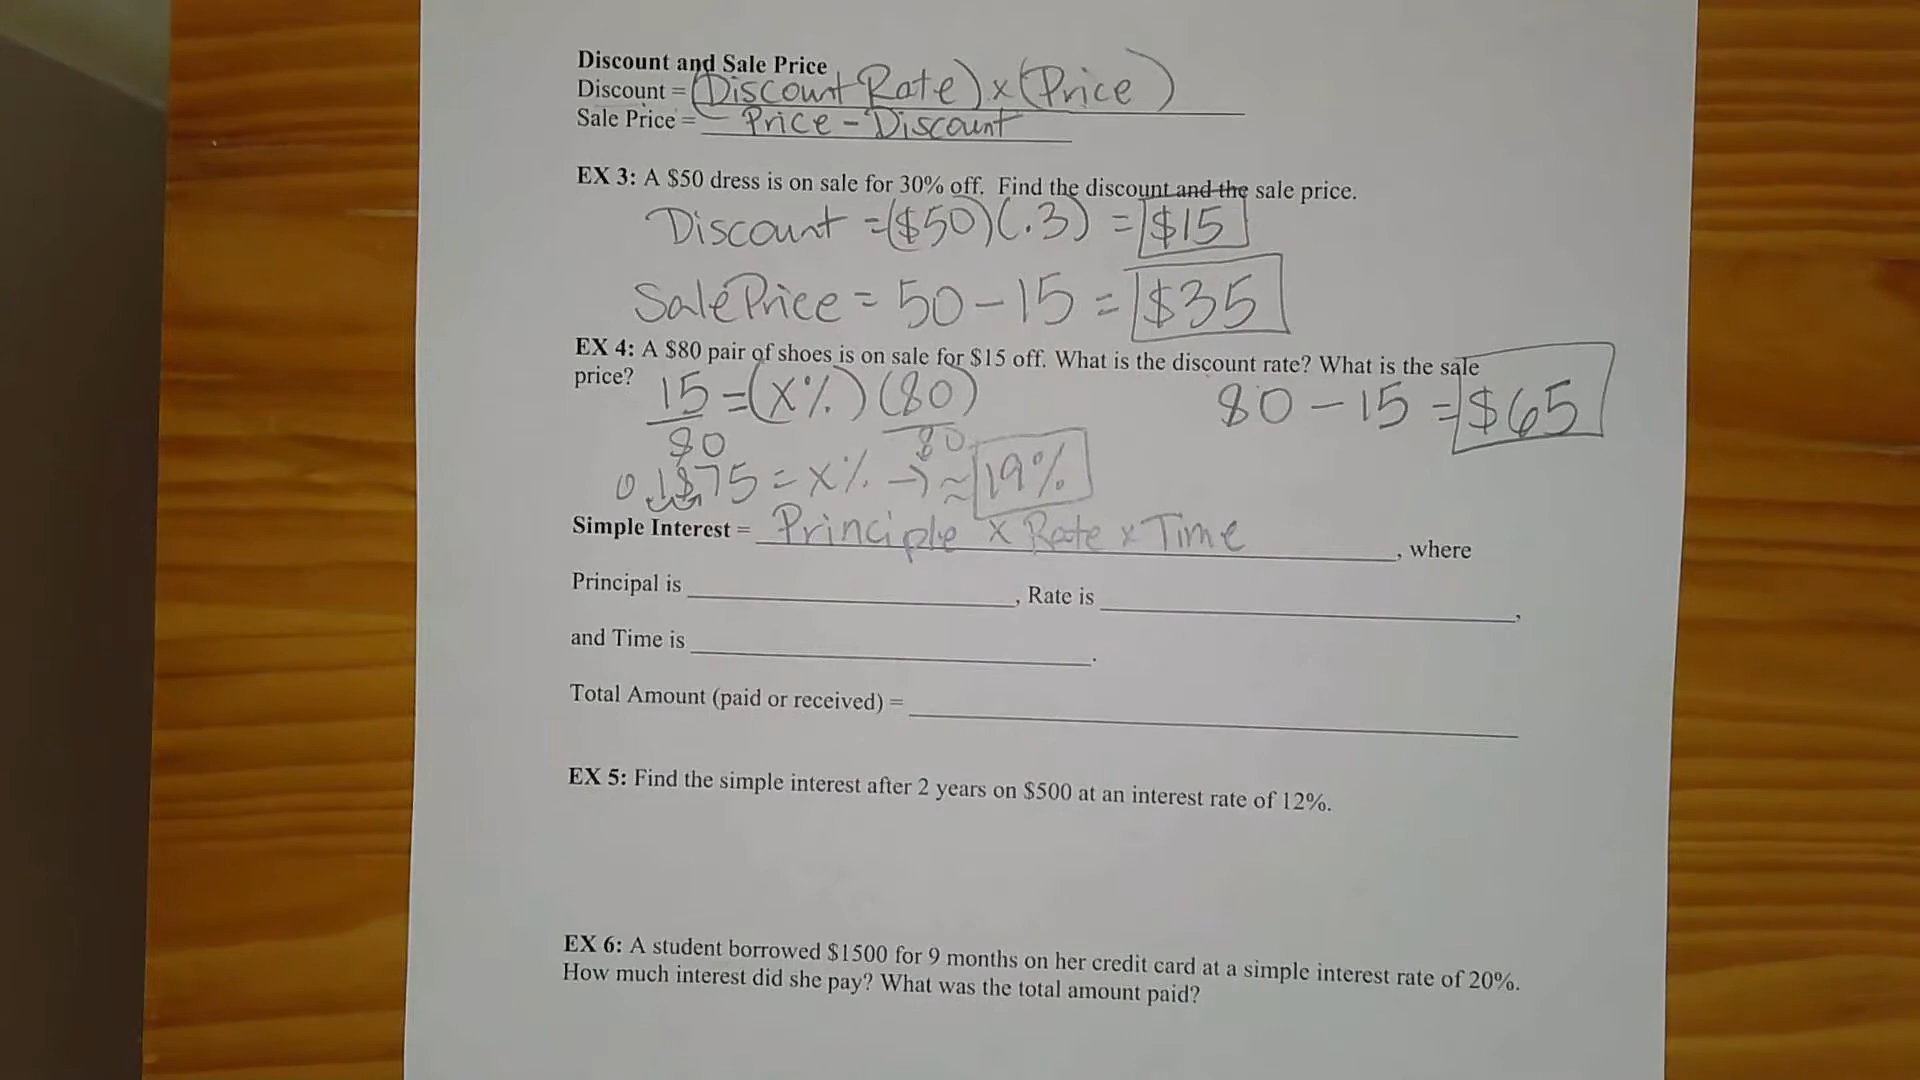 Discount and Sale Price
Discount = (Discount Rate) x (Price)
Sale Price = Price - Discount
EX 3: A $50 dress is on sale for 30% off. Find the discount and the sale price.
Discount = ($50)(.3) = $15
Sale Price = 50 - 15 = $35
EX 4: A $80 pair of shoes is on sale for $15 off. What is the discount rate? What is the sale
price?
15 = (x%)(80)
80 80
80 - 15 = $65
0.1875 = x% → ≈ 19%
Simple Interest = Principle x Rate x Time, where
Principal is ____, Rate is ____,
and Time is ____.
Total Amount (paid or received) = ____
EX 5: Find the simple interest after 2 years on $500 at an interest rate of 12%.
EX 6: A student borrowed $1500 for 9 months on her credit card at a simple interest rate of 20%.
How much interest did she pay? What was the total amount paid?